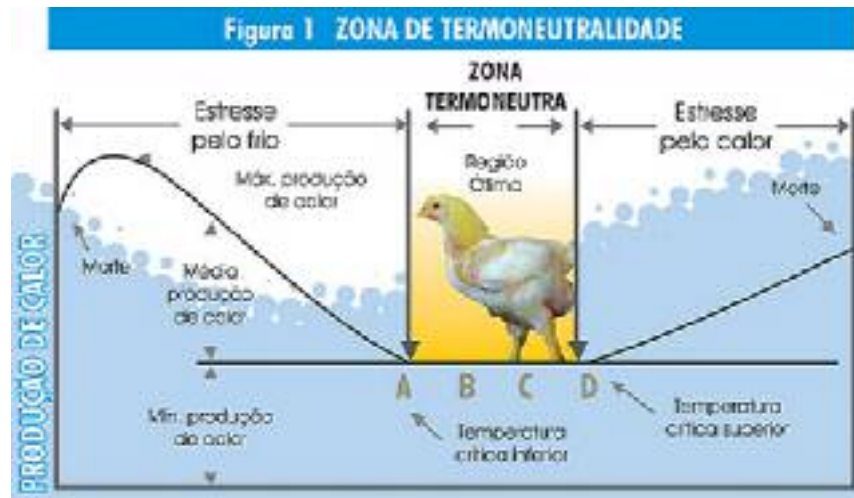 Figura 1 ZONA DE TERMONEUTRALIDADE
ZONA
TERMONEUTRA
Estresse
pelo frio
Estresse
pelo calor
Região
Ótima
Máx. produção
de calor
Morte
Morte
Média
produção
de calor
PRODUÇÃO DE CALOR
A B C D
Mín. produção
de calor
Temperatura
crítica inferior
Temperatura
crítica superior